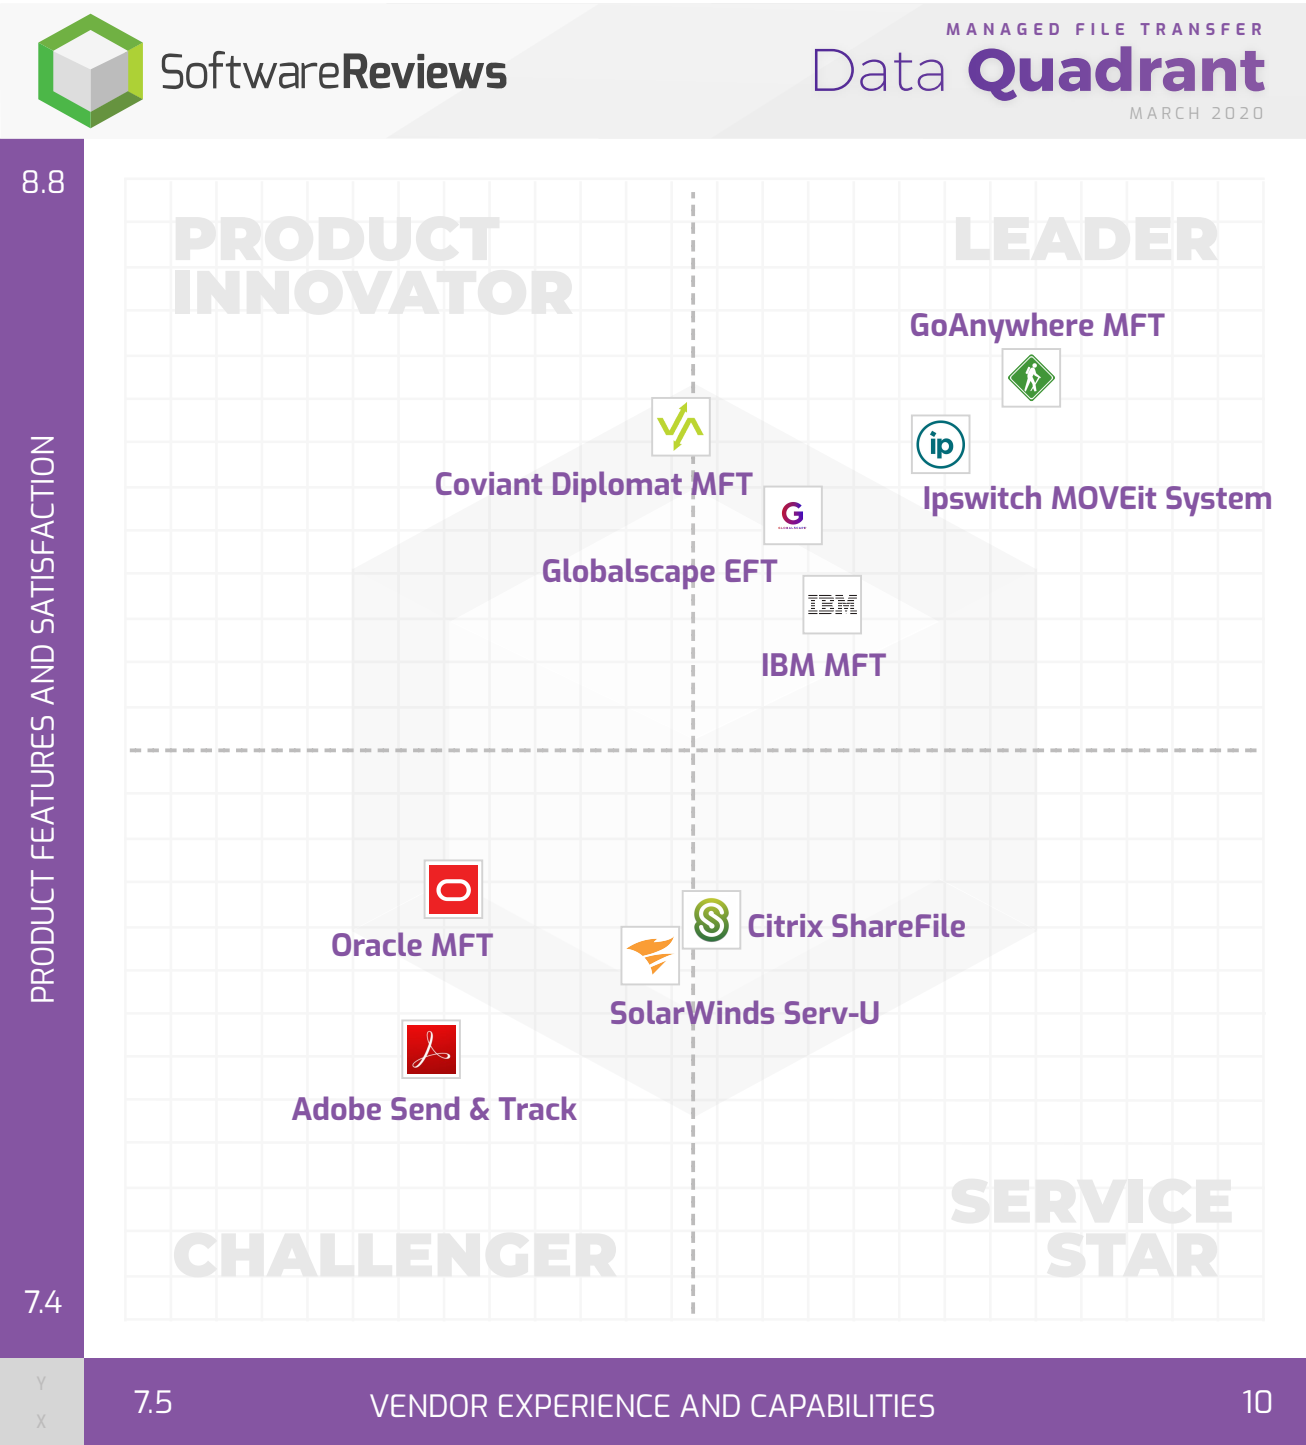 SoftwareReviews
MANAGED FILE TRANSFER
Data Quadrant
MARCH 2020
8.8
PRODUCT
INNOVATOR
LEADER
GoAnywhere MFT
ip
Ipswitch MOVEit System
Coviant Diplomat MFT
G
GLOBALSCAPE
Globalscape EFT
IBM
IBM MFT
PRODUCT FEATURES AND SATISFACTION
Oracle MFT
Citrix ShareFile
SolarWinds Serv-U
Adobe Send & Track
CHALLENGER
SERVICE
STAR
7.4
Y
X
7.5
VENDOR EXPERIENCE AND CAPABILITIES
10